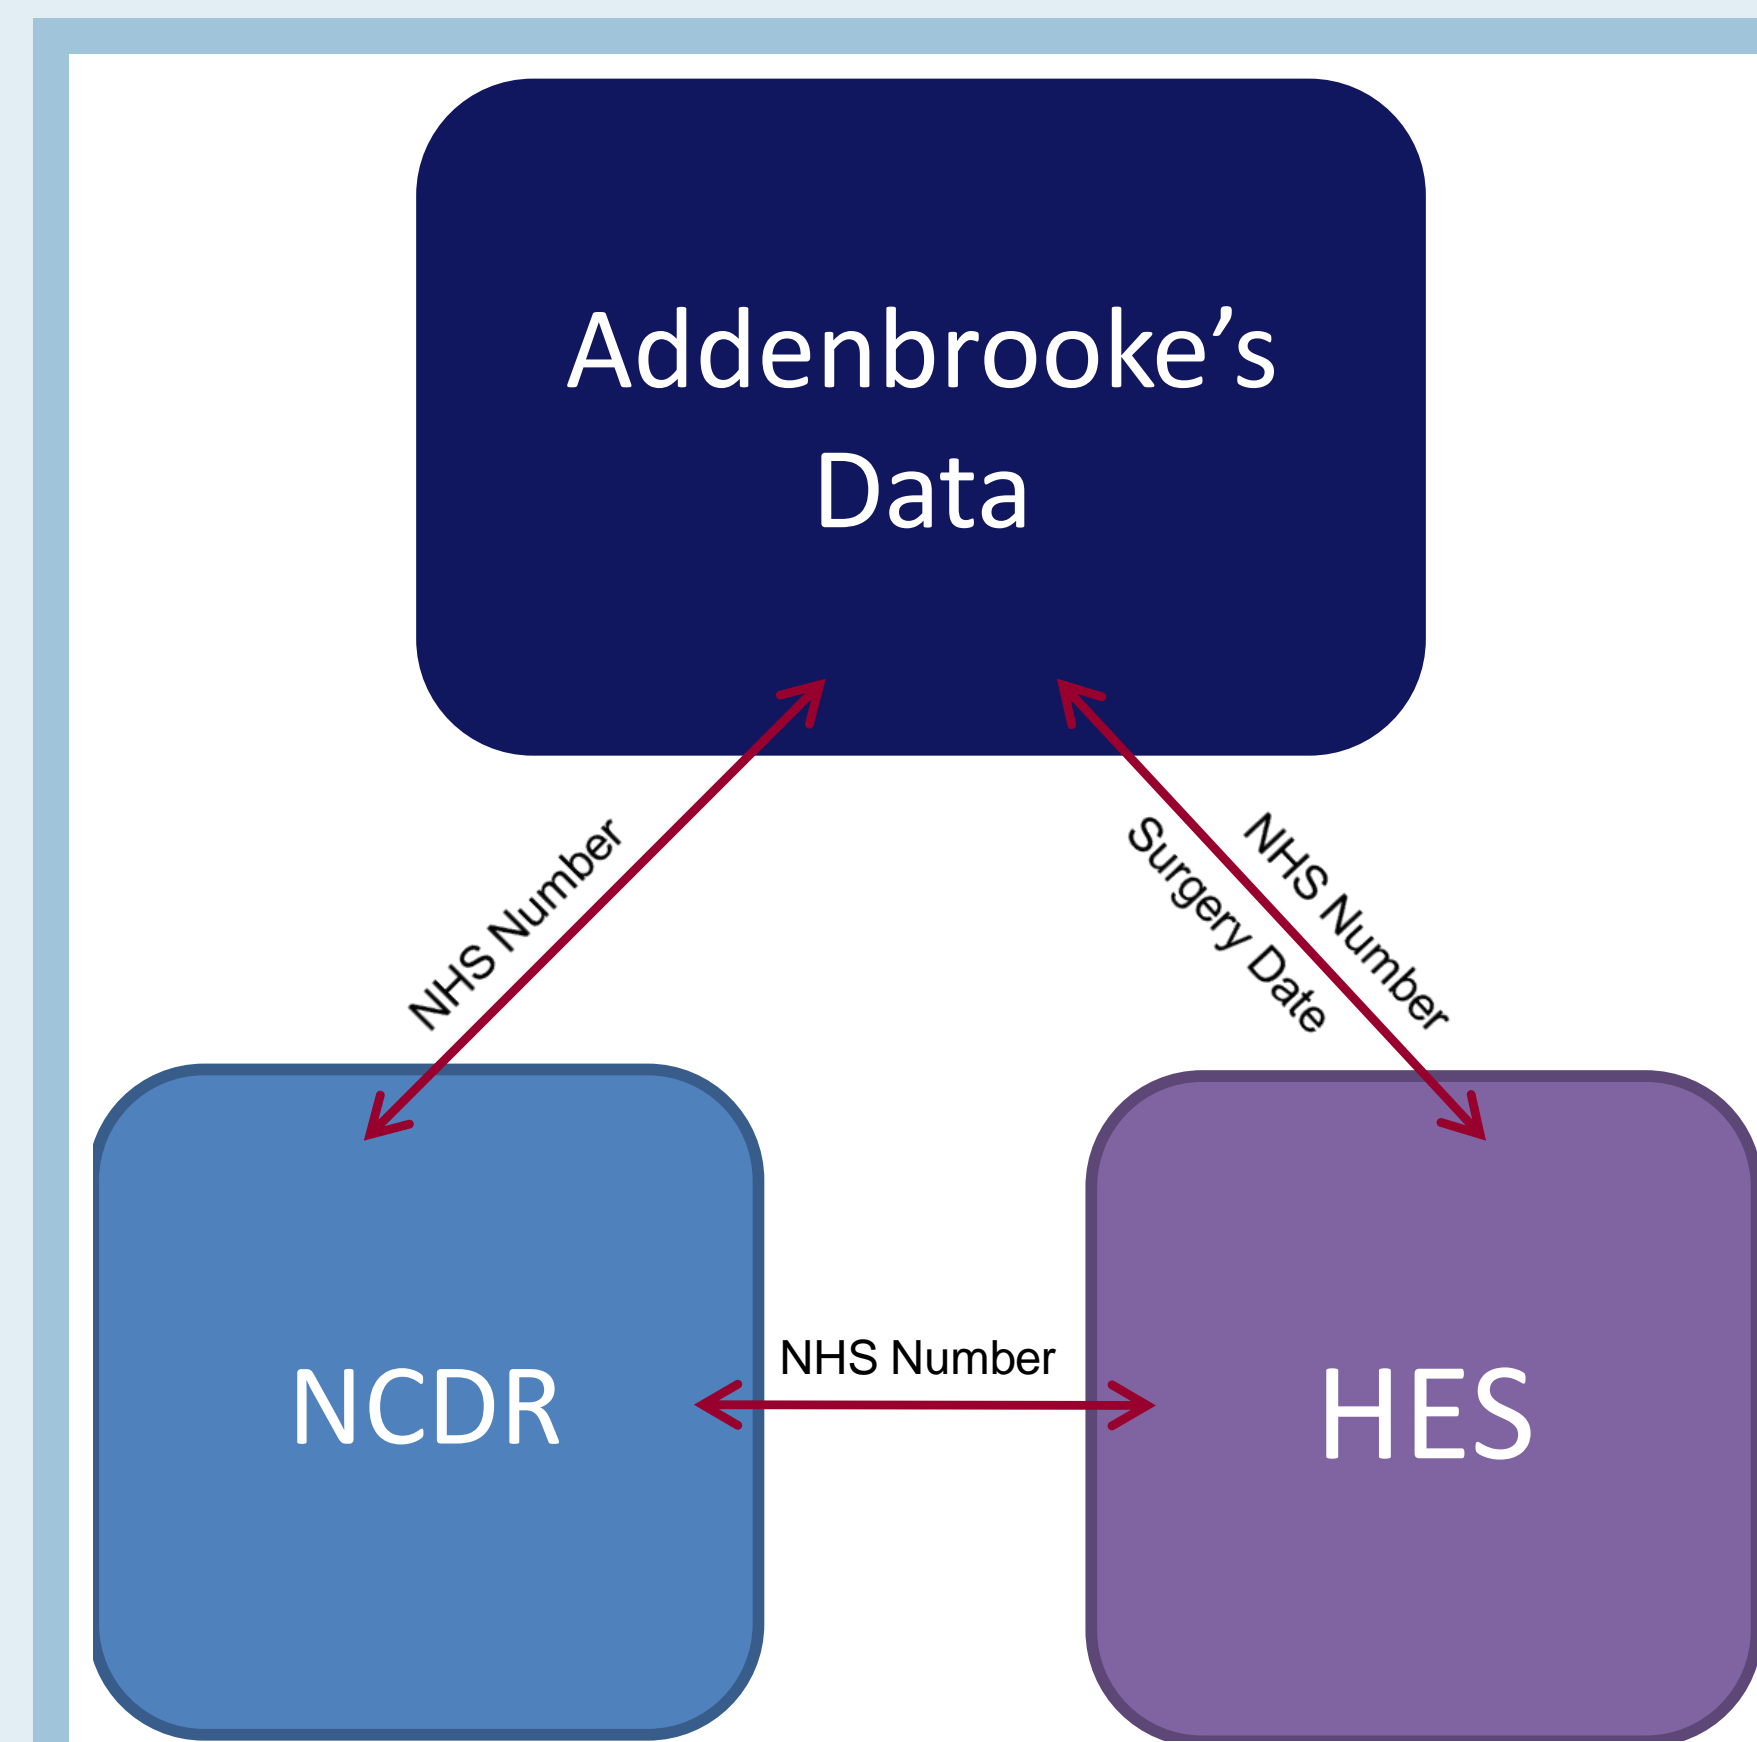 Addenbrooke’s
Data
NHS Number
Surgery Date
NHS Number
NHS Number
NCDR
HES